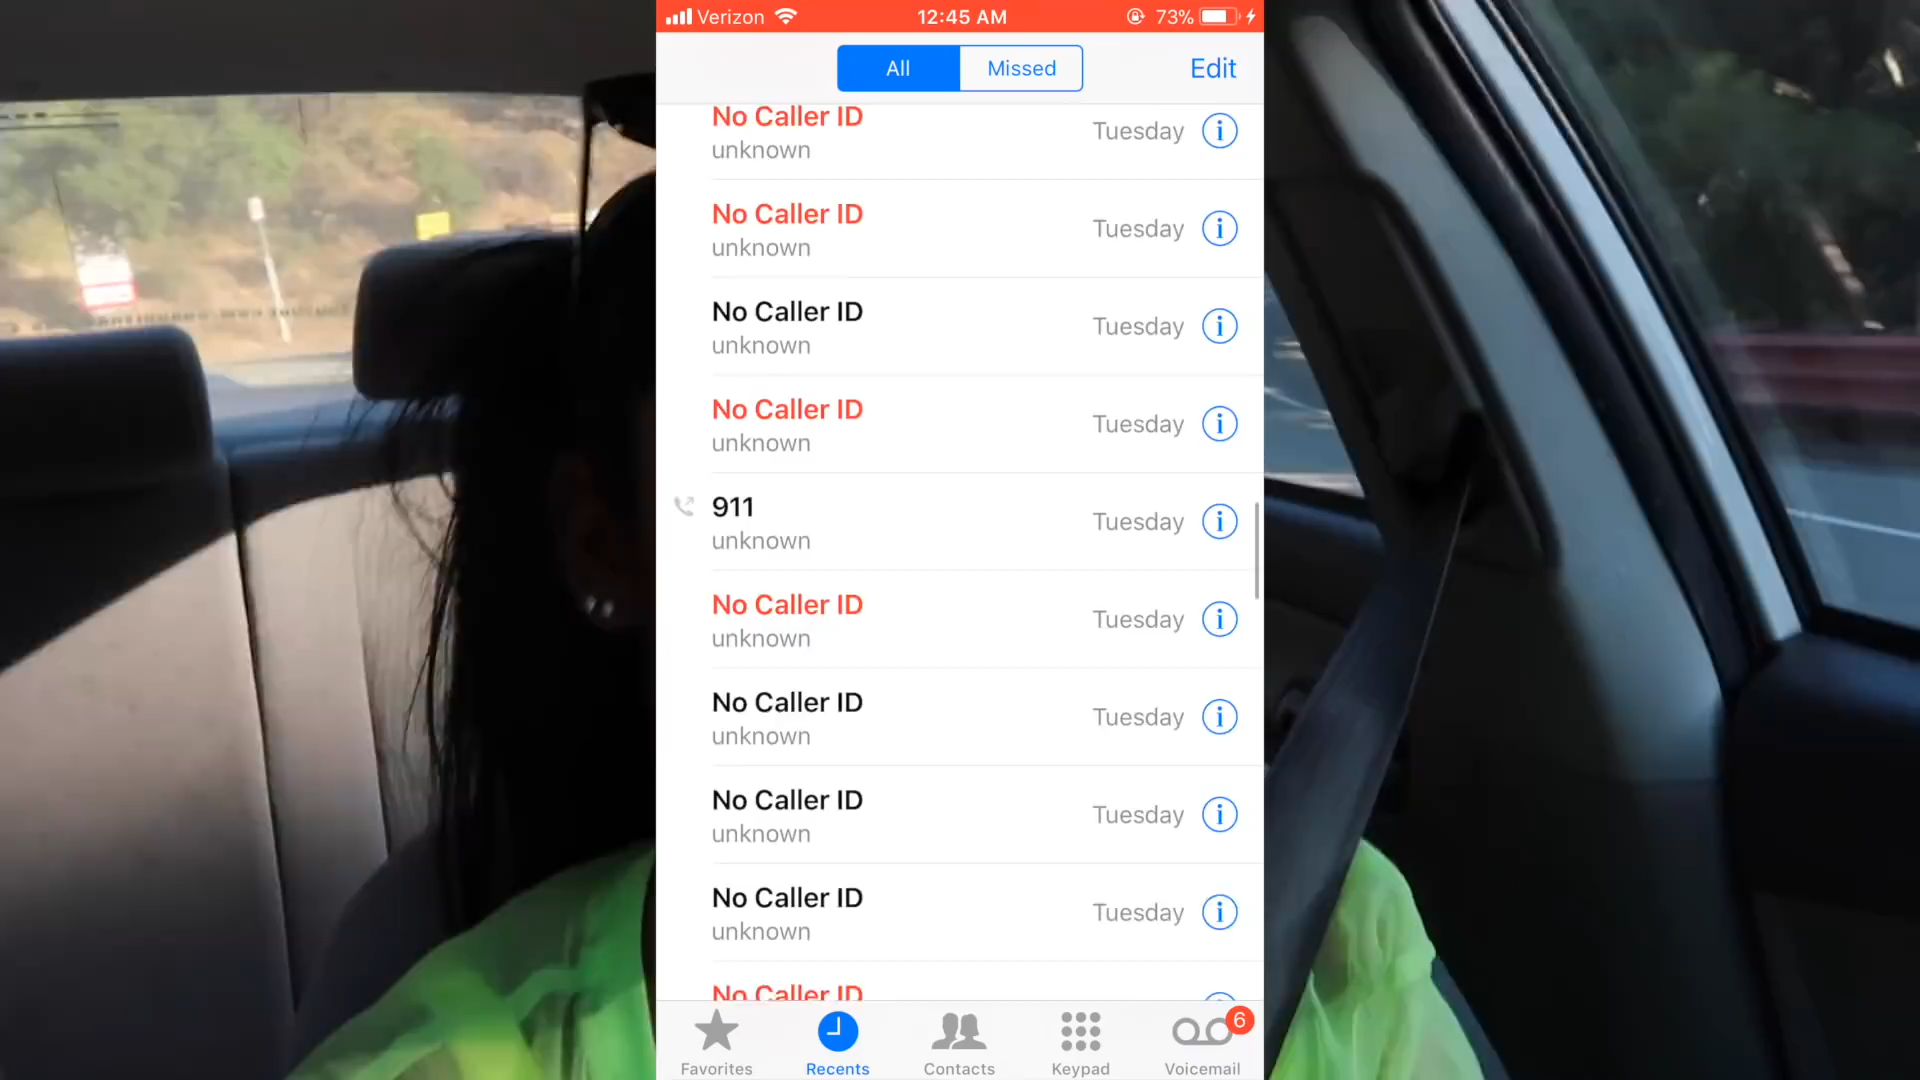 Verizon 12:45 AM 73%
All Missed Edit
No Caller ID
unknown
Tuesday
No Caller ID
unknown
Tuesday
No Caller ID
unknown
Tuesday
No Caller ID
unknown
Tuesday
911
unknown
Tuesday
No Caller ID
unknown
Tuesday
No Caller ID
unknown
Tuesday
No Caller ID
unknown
Tuesday
No Caller ID
unknown
Tuesday
No Caller ID
6
Favorites Recents Contacts Keypad Voicemail